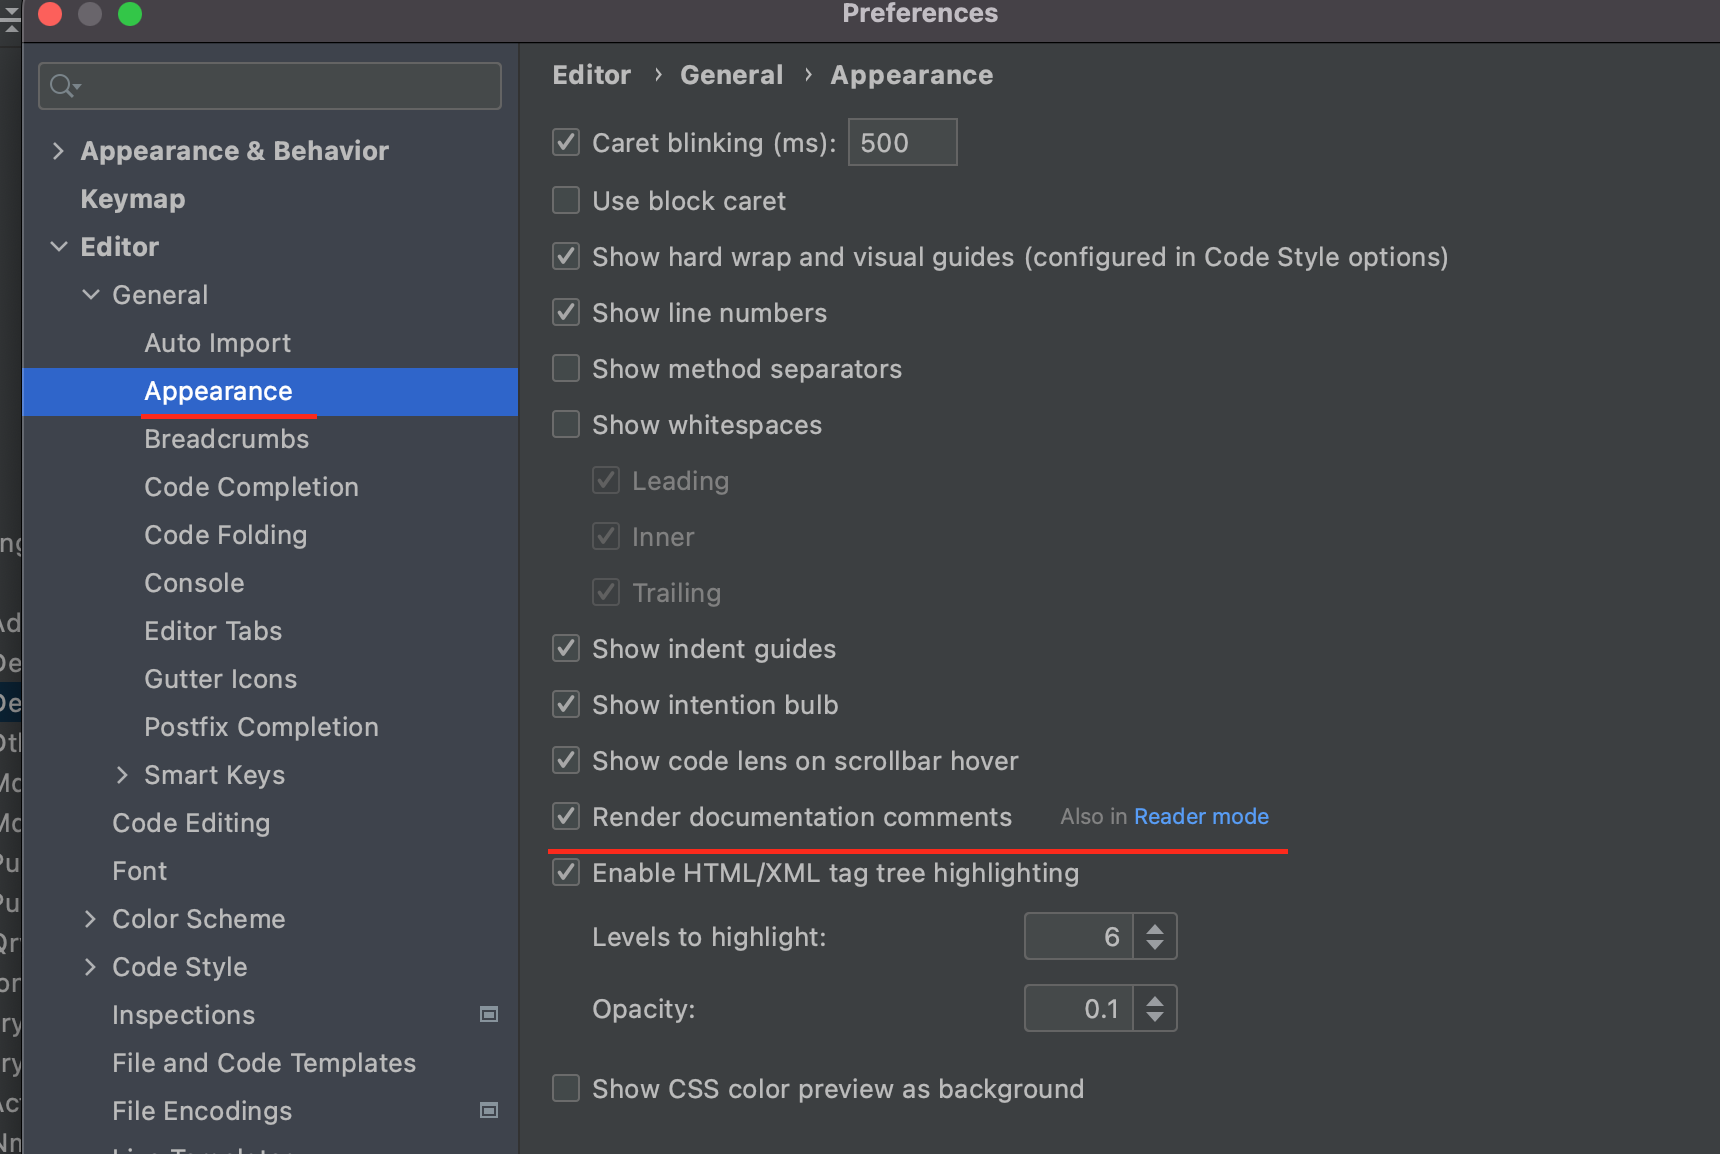 Preferences
Appearance & Behavior
Keymap
Editor
General
Auto Import
Appearance
Breadcrumbs
Code Completion
Code Folding
Console
Editor Tabs
Gutter Icons
Postfix Completion
Smart Keys
Code Editing
Font
Color Scheme
Code Style
Inspections
File and Code Templates
File Encodings
Editor › General › Appearance
Caret blinking (ms): 500
Use block caret
Show hard wrap and visual guides (configured in Code Style options)
Show line numbers
Show method separators
Show whitespaces
Leading
Inner
Trailing
Show indent guides
Show intention bulb
Show code lens on scrollbar hover
Render documentation comments Also in Reader mode
Enable HTML/XML tag tree highlighting
Levels to highlight: 6
Opacity: 0.1
Show CSS color preview as background